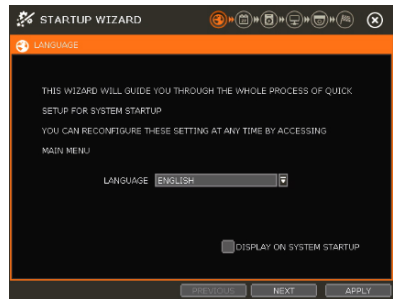 STARTUP WIZARD
LANGUAGE
THIS WIZARD WILL GUIDE YOU THROUGH THE WHOLE PROCESS OF QUICK
SETUP FOR SYSTEM STARTUP
YOU CAN RECONFIGURE THESE SETTING AT ANY TIME BY ACCESSING
MAIN MENU
LANGUAGE ENGLISH
DISPLAY ON SYSTEM STARTUP
PREVIOUS NEXT APPLY